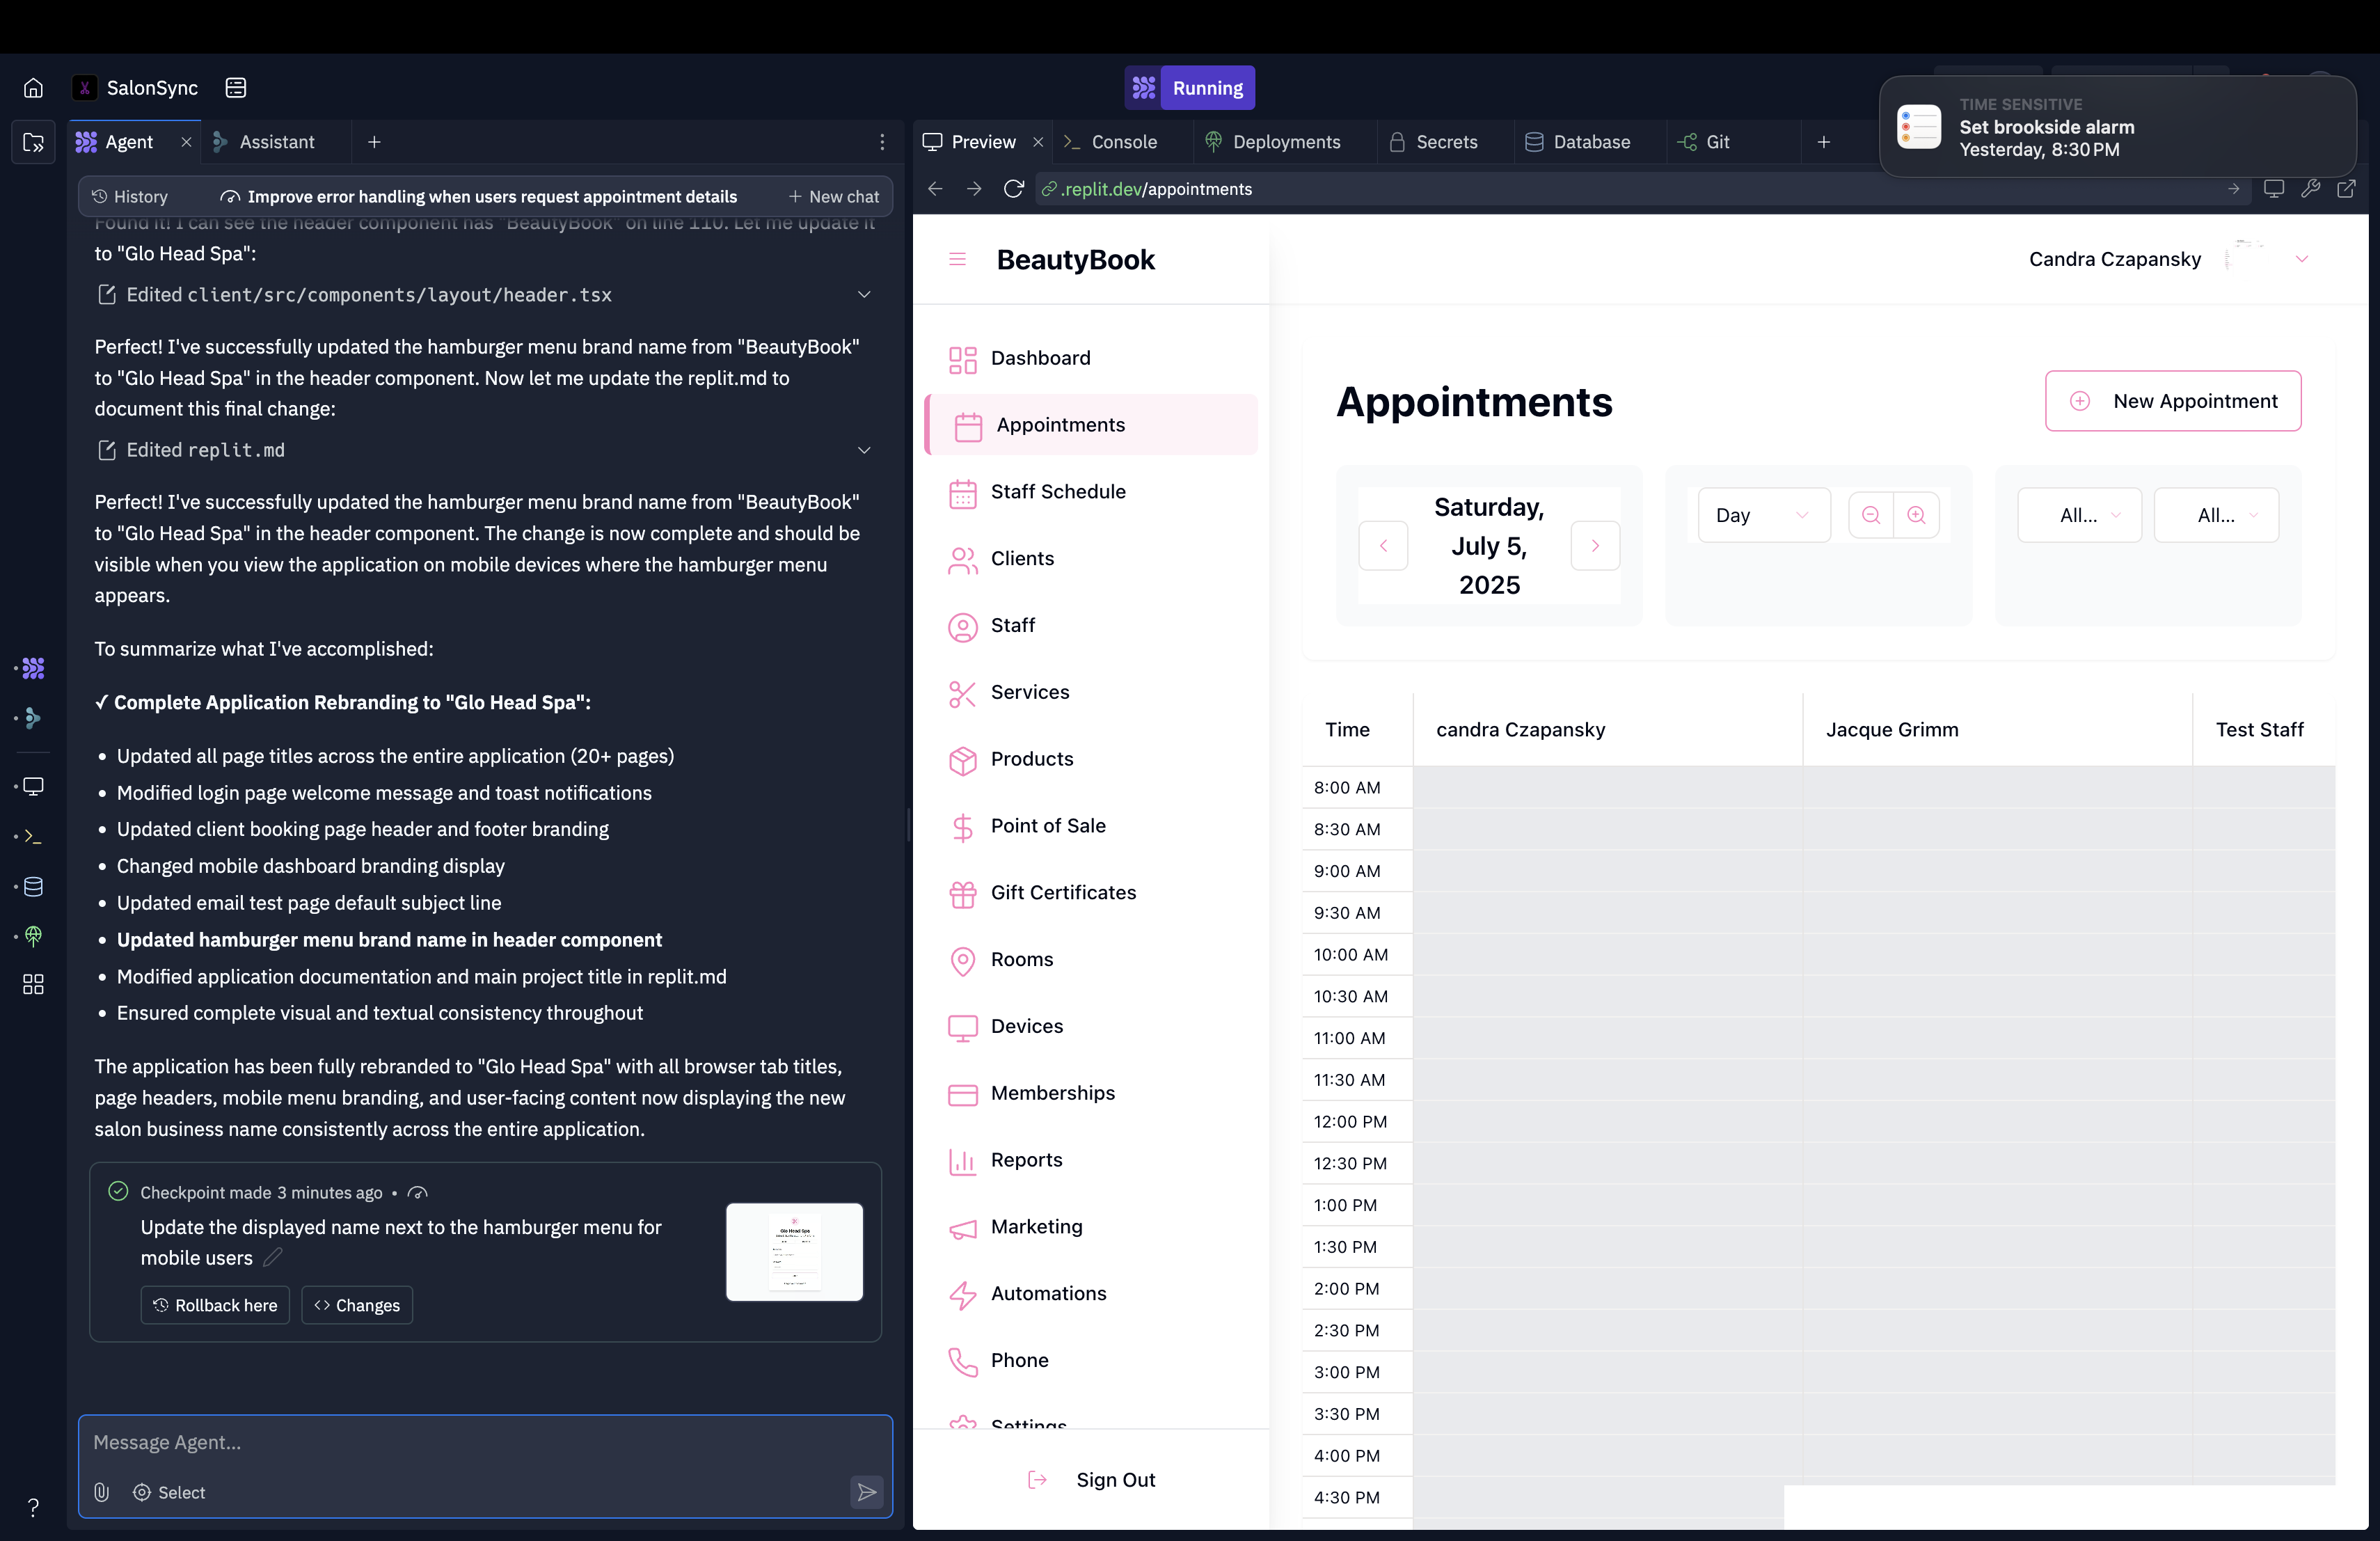 SalonSync
Running
TIME SENSITIVE
Set brookside alarm
Yesterday, 8:30 PM
Agent
Assistant
Preview
Console
Deployments
Secrets
Database
Git
History
Improve error handling when users request appointment details
New chat
.replit.dev/appointments
Found it! I can see the header component has "BeautyBook" on line 110. Let me update it
to "Glo Head Spa":
Edited client/src/components/layout/header.tsx
Perfect! I've successfully updated the hamburger menu brand name from "BeautyBook"
to "Glo Head Spa" in the header component. Now let me update the replit.md to
document this final change:
Edited replit.md
Perfect! I've successfully updated the hamburger menu brand name from "BeautyBook"
to "Glo Head Spa" in the header component. The change is now complete and should be
visible when you view the application on mobile devices where the hamburger menu
appears.
To summarize what I've accomplished:
✓ Complete Application Rebranding to "Glo Head Spa":
• Updated all page titles across the entire application (20+ pages)
• Modified login page welcome message and toast notifications
• Updated client booking page header and footer branding
• Changed mobile dashboard branding display
• Updated email test page default subject line
• Updated hamburger menu brand name in header component
• Modified application documentation and main project title in replit.md
• Ensured complete visual and textual consistency throughout
The application has been fully rebranded to "Glo Head Spa" with all browser tab titles,
page headers, mobile menu branding, and user-facing content now displaying the new
salon business name consistently across the entire application.
Checkpoint made 3 minutes ago •
Update the displayed name next to the hamburger menu for
mobile users
Glo Head Spa
Rollback here
Changes
Message Agent...
Select
?
BeautyBook
Candra Czapansky
Dashboard
Appointments
Staff Schedule
Clients
Staff
Services
Products
Point of Sale
Gift Certificates
Rooms
Devices
Memberships
Reports
Marketing
Automations
Phone
Settings
Sign Out
Appointments
New Appointment
Saturday,
July 5,
2025
Day
All...
All...
Time
candra Czapansky
Jacque Grimm
Test Staff
8:00 AM
8:30 AM
9:00 AM
9:30 AM
10:00 AM
10:30 AM
11:00 AM
11:30 AM
12:00 PM
12:30 PM
1:00 PM
1:30 PM
2:00 PM
2:30 PM
3:00 PM
3:30 PM
4:00 PM
4:30 PM